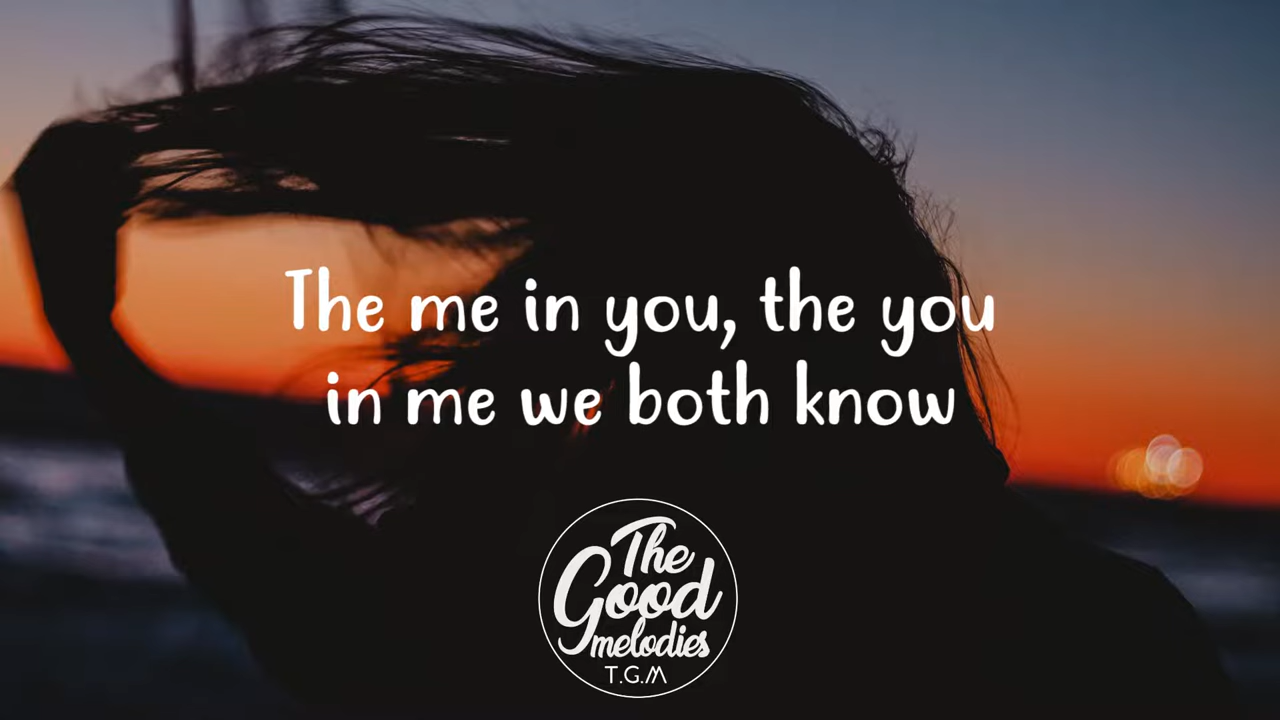 The me in you, the you
in me we both know
The
Good
melodies
T.G.M